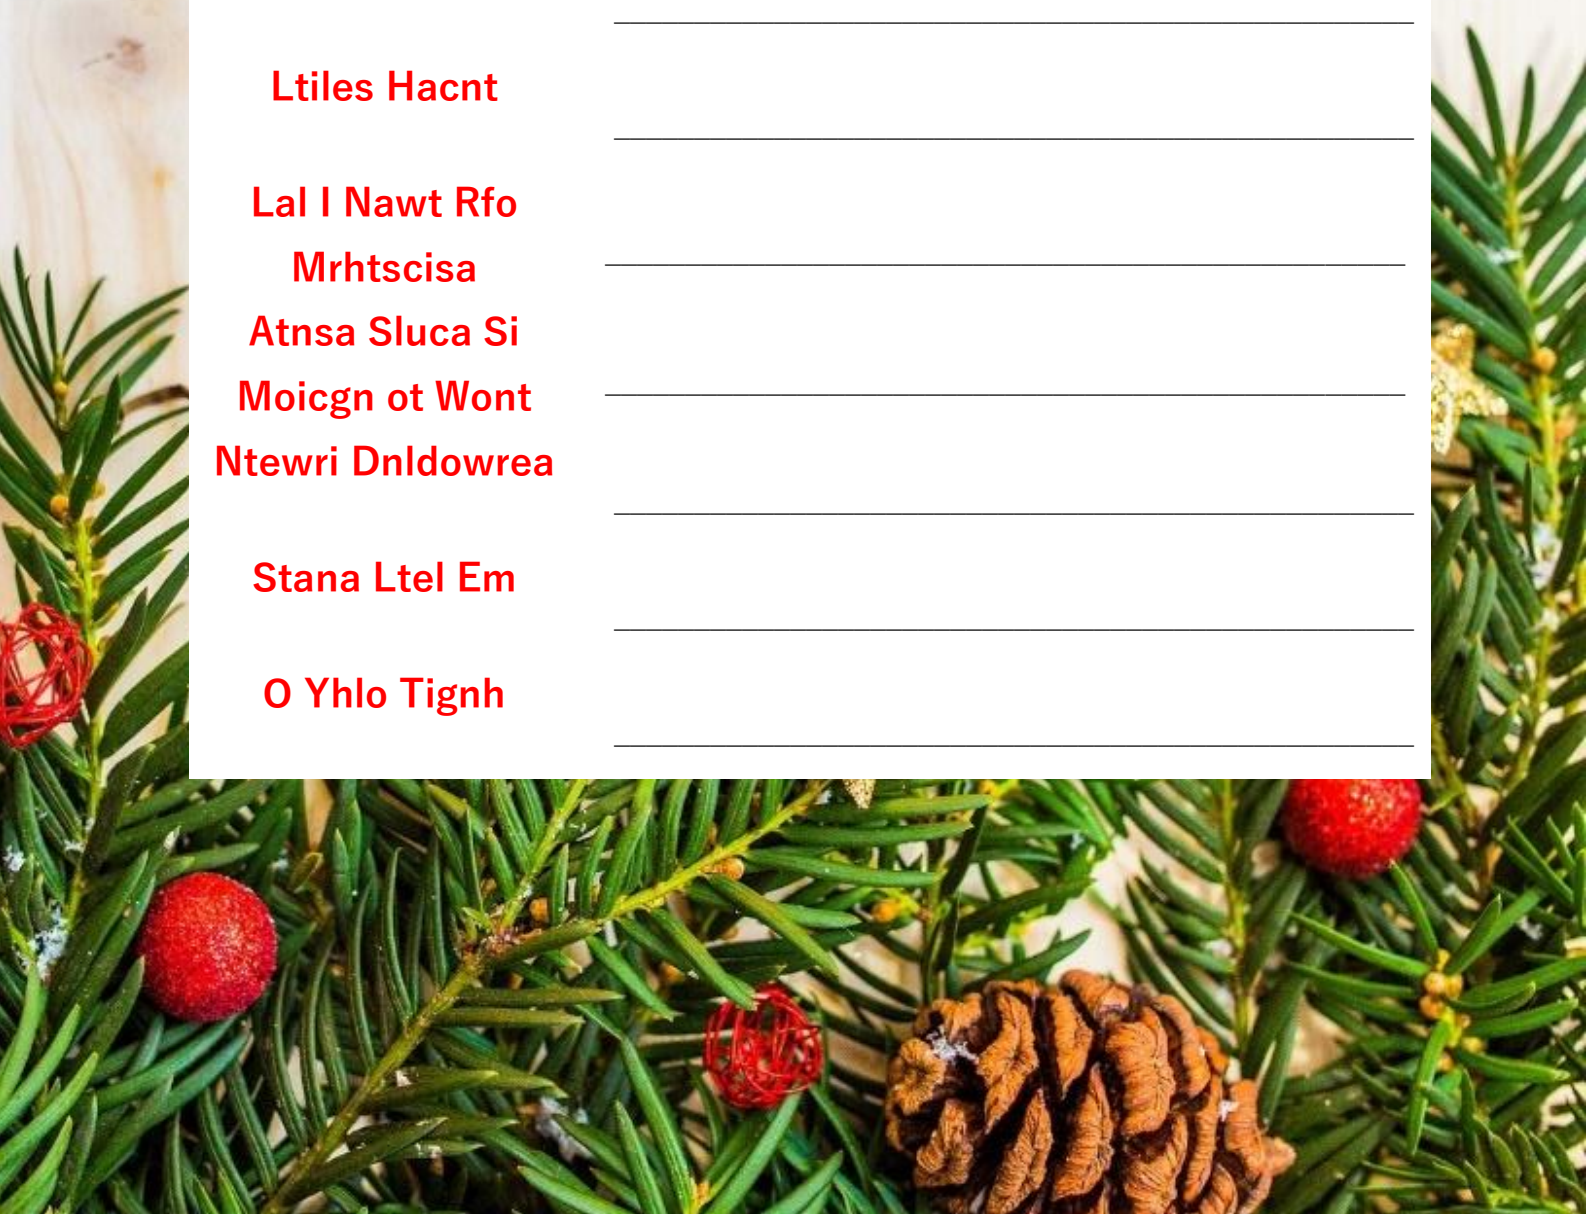 Ltiles Hacnt
Lal I Nawt Rfo
Mrhtscisa
Atnsa Sluca Si
Moicgn ot Wont
Ntewri Dnldowrea
Stana Ltel Em
O Yhlo Tignh